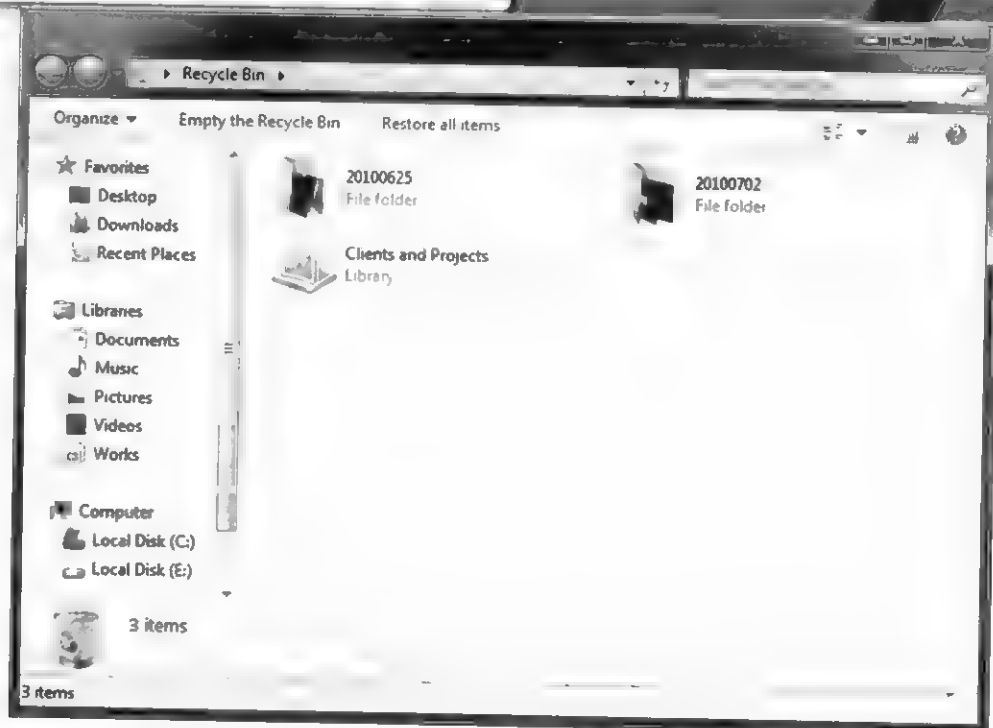 Recycle Bin
Organize
Empty the Recycle Bin
Restore all items
Favorites
Desktop
Downloads
Recent Places
Libraries
Documents
Music
Pictures
Videos
Works
Computer
Local Disk (C:)
Local Disk (E:)
20100625
File folder
20100702
File folder
Clients and Projects
Library
3 items
3 items